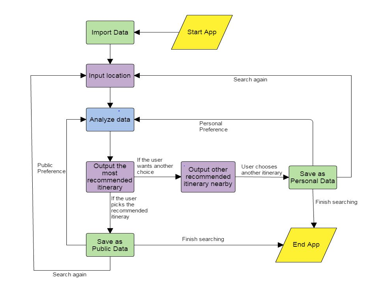 Import Data
Start App
Input location
Search again
Analyze data
Personal
Preference
Public
Preference
If the user
wants another
choice
User chooses
another itinerary
Output the
most
recommended
itinerary
Output other
recommended
itinerary nearby
Save as
Personal Data
If the user
picks the
recommended
itineray
Finish searching
Save as
Public Data
Finish searching
End App
Search again